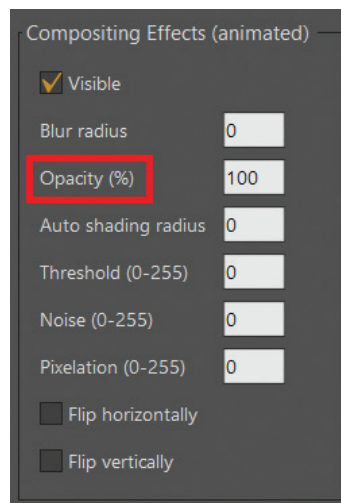 Compositing Effects (animated)
Visible
Blur radius 0
Opacity (%) 100
Auto shading radius 0
Threshold (0-255) 0
Noise (0-255) 0
Pixelation (0-255) 0
Flip horizontally
Flip vertically